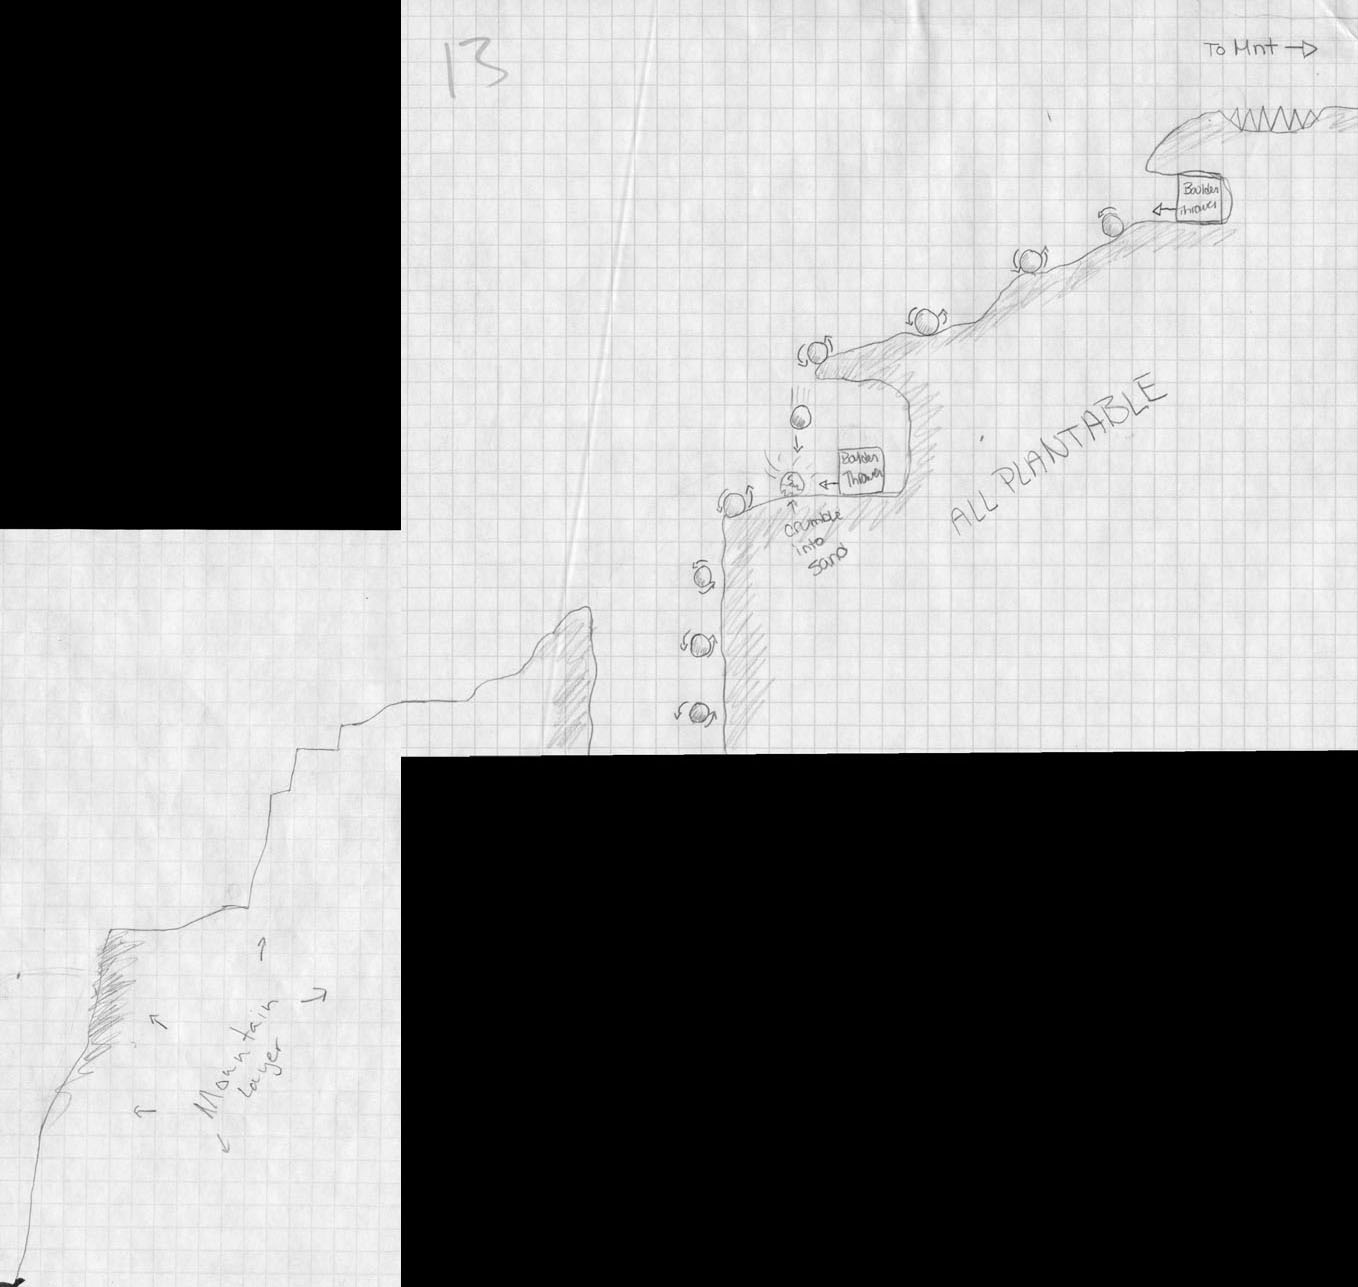 13
To Mnt →
Boulder
Thrower
ALL PLANTABLE
Boulder
Thrower
crumble
into
sand
Mountain
Layer